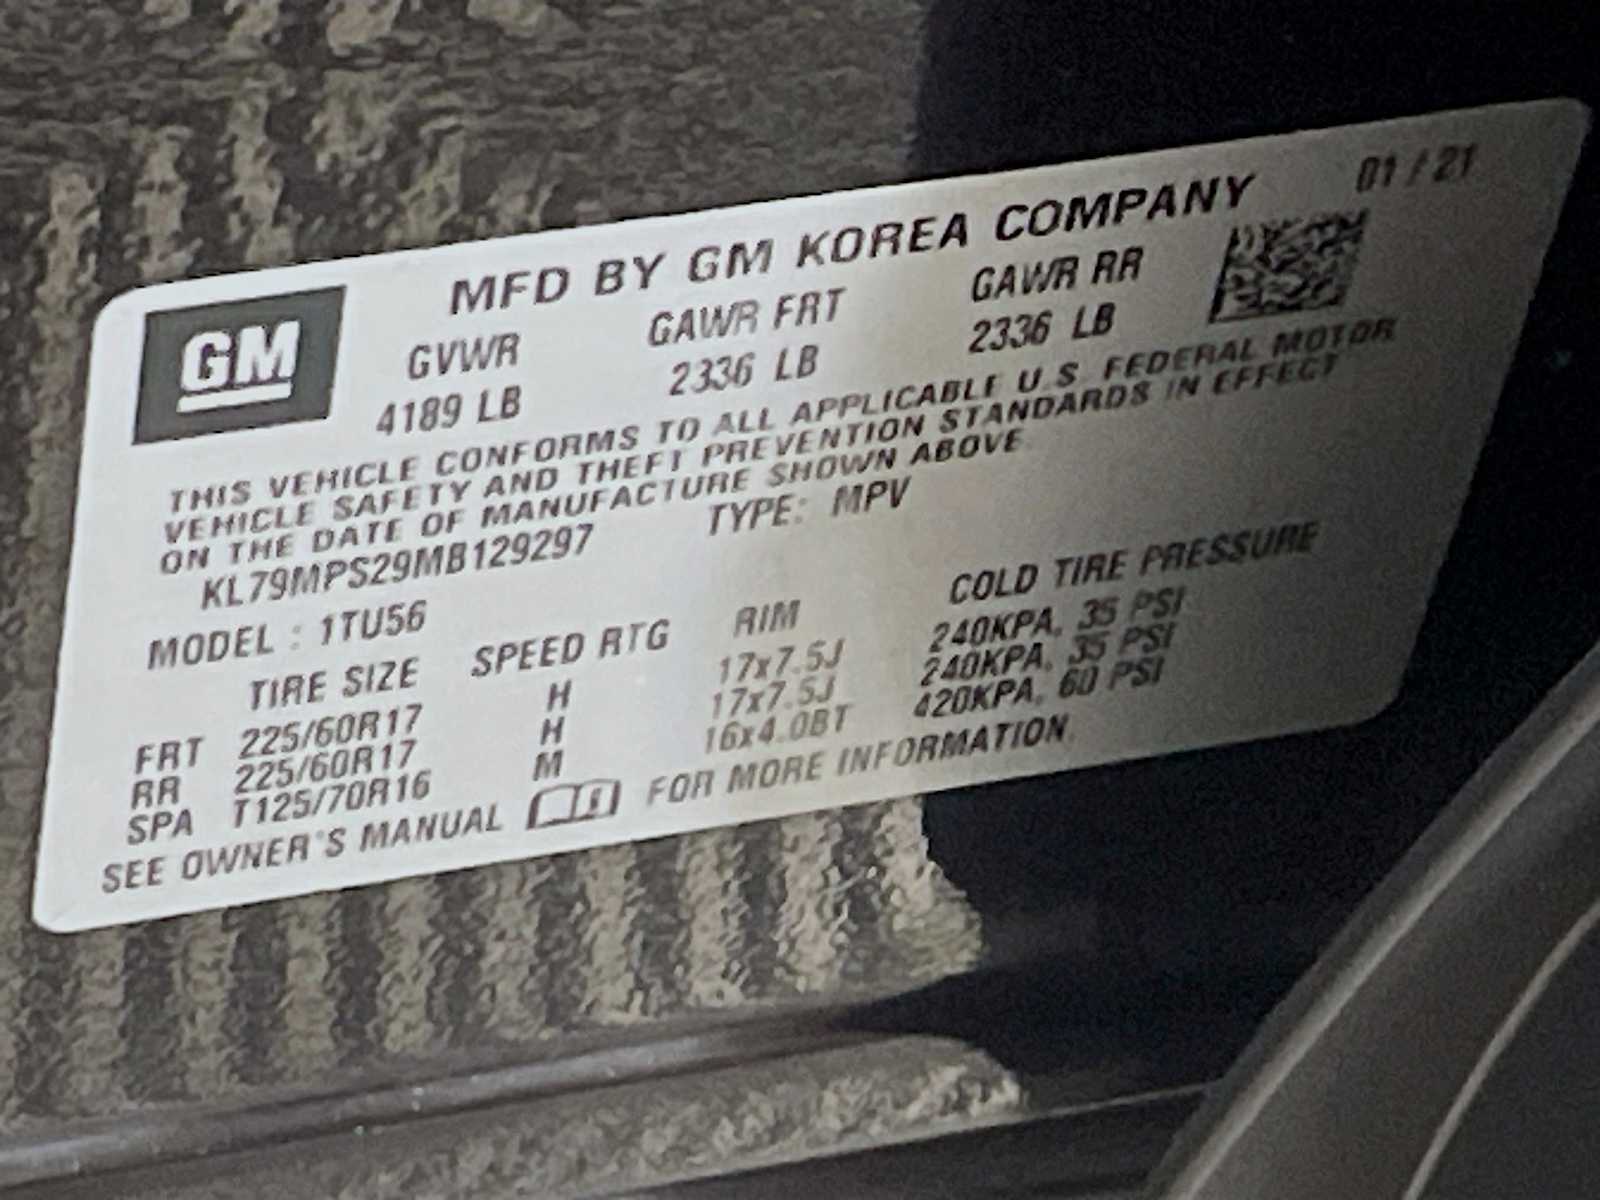 01 / 21
MFD BY GM KOREA COMPANY
GM
GVWR GAWR FRT GAWR RR
4189 LB 2336 LB 2336 LB
THIS VEHICLE CONFORMS TO ALL APPLICABLE U.S. FEDERAL MOTOR
VEHICLE SAFETY AND THEFT PREVENTION STANDARDS IN EFFECT
ON THE DATE OF MANUFACTURE SHOWN ABOVE.
KL79MPS29MB129297 TYPE: MPV
MODEL : 1TU56
TIRE SIZE SPEED RTG RIM COLD TIRE PRESSURE
FRT 225/60R17 H 17x7.5J 240KPA, 35 PSI
RR 225/60R17 H 17x7.5J 240KPA, 35 PSI
SPA T125/70R16 M 16x4.0BT 420KPA, 60 PSI
SEE OWNER'S MANUAL FOR MORE INFORMATION.